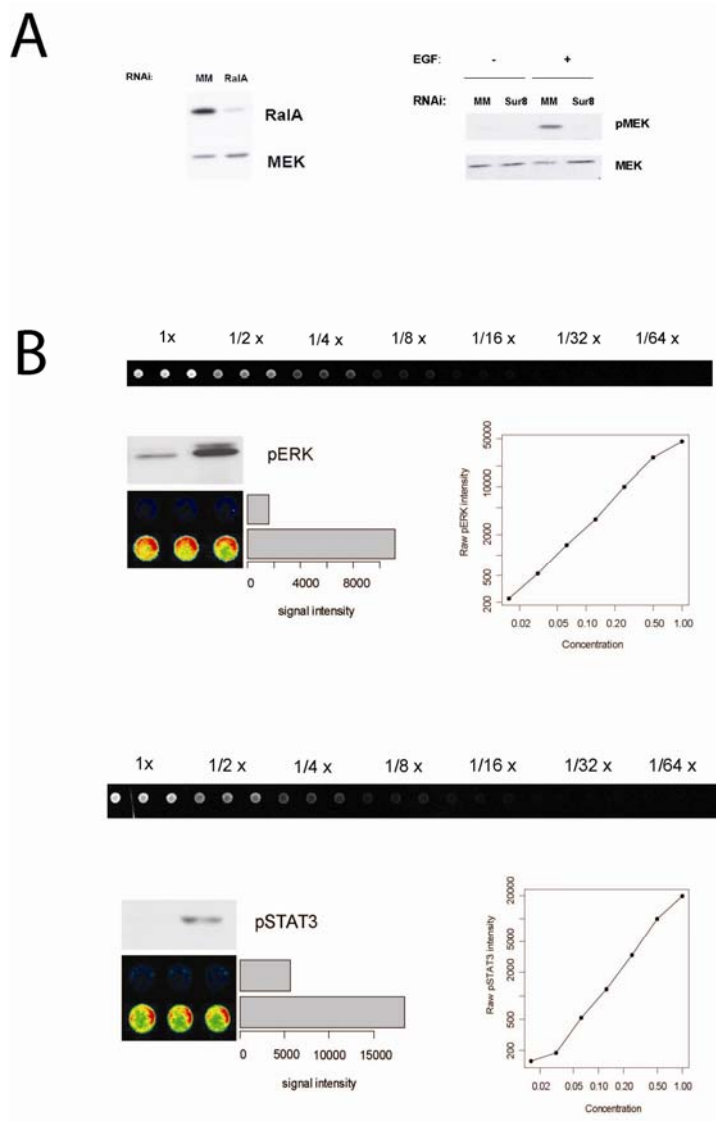 A
RNAi: MM RalA
RalA
MEK
EGF: - +
RNAi: MM Sur8 MM Sur8
pMEK
MEK
B
1x 1/2 x 1/4 x 1/8 x 1/16 x 1/32 x 1/64 x
pERK
0 4000 8000
signal intensity
Raw pERK intensity
50000
10000
2000
500
200
0.02 0.05 0.10 0.20 0.50 1.00
Concentration
1x 1/2 x 1/4 x 1/8 x 1/16 x 1/32 x 1/64 x
pSTAT3
0 5000 10000 15000
signal intensity
Raw pSTAT3 intensity
20000
5000
2000
500
200
0.02 0.05 0.10 0.20 0.50 1.00
Concentration